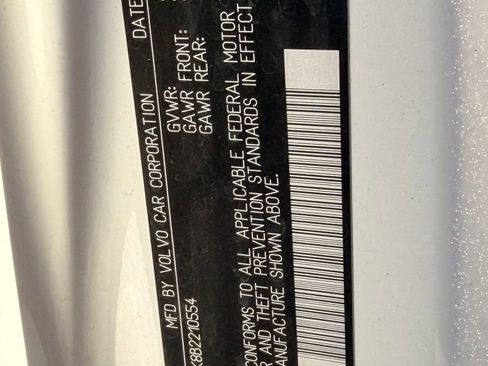 MFD BY VOLVO CAR CORPORATION
DATE
GVWR:
GAWR FRONT:
GAWR REAR:
8B2210554
CONFORMS TO ALL APPLICABLE FEDERAL MOTOR
AND THEFT PREVENTION STANDARDS IN EFFECT
MANUFACTURE SHOWN ABOVE.